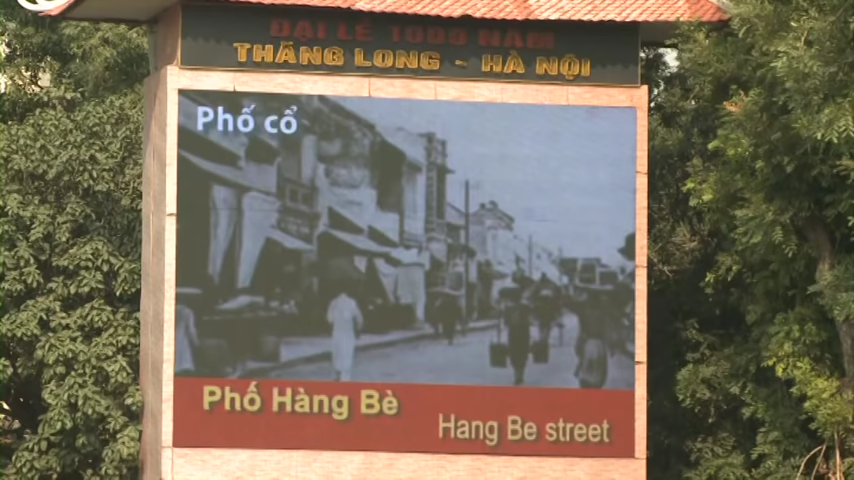 ĐẠI LỄ 1000 NĂM
THĂNG LONG - HÀ NỘI
Phố cổ
Phố Hàng Bè
Hang Be street